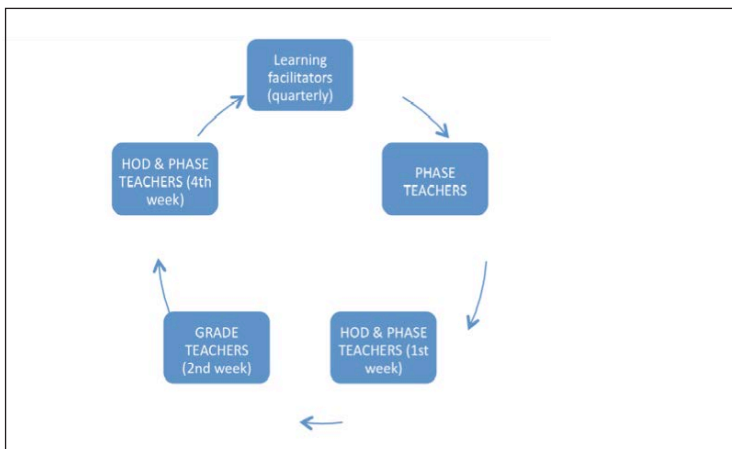 Learning
facilitators
(quarterly)
PHASE
TEACHERS
HOD & PHASE
TEACHERS (1st
week)
GRADE
TEACHERS
(2nd week)
HOD & PHASE
TEACHERS (4th
week)